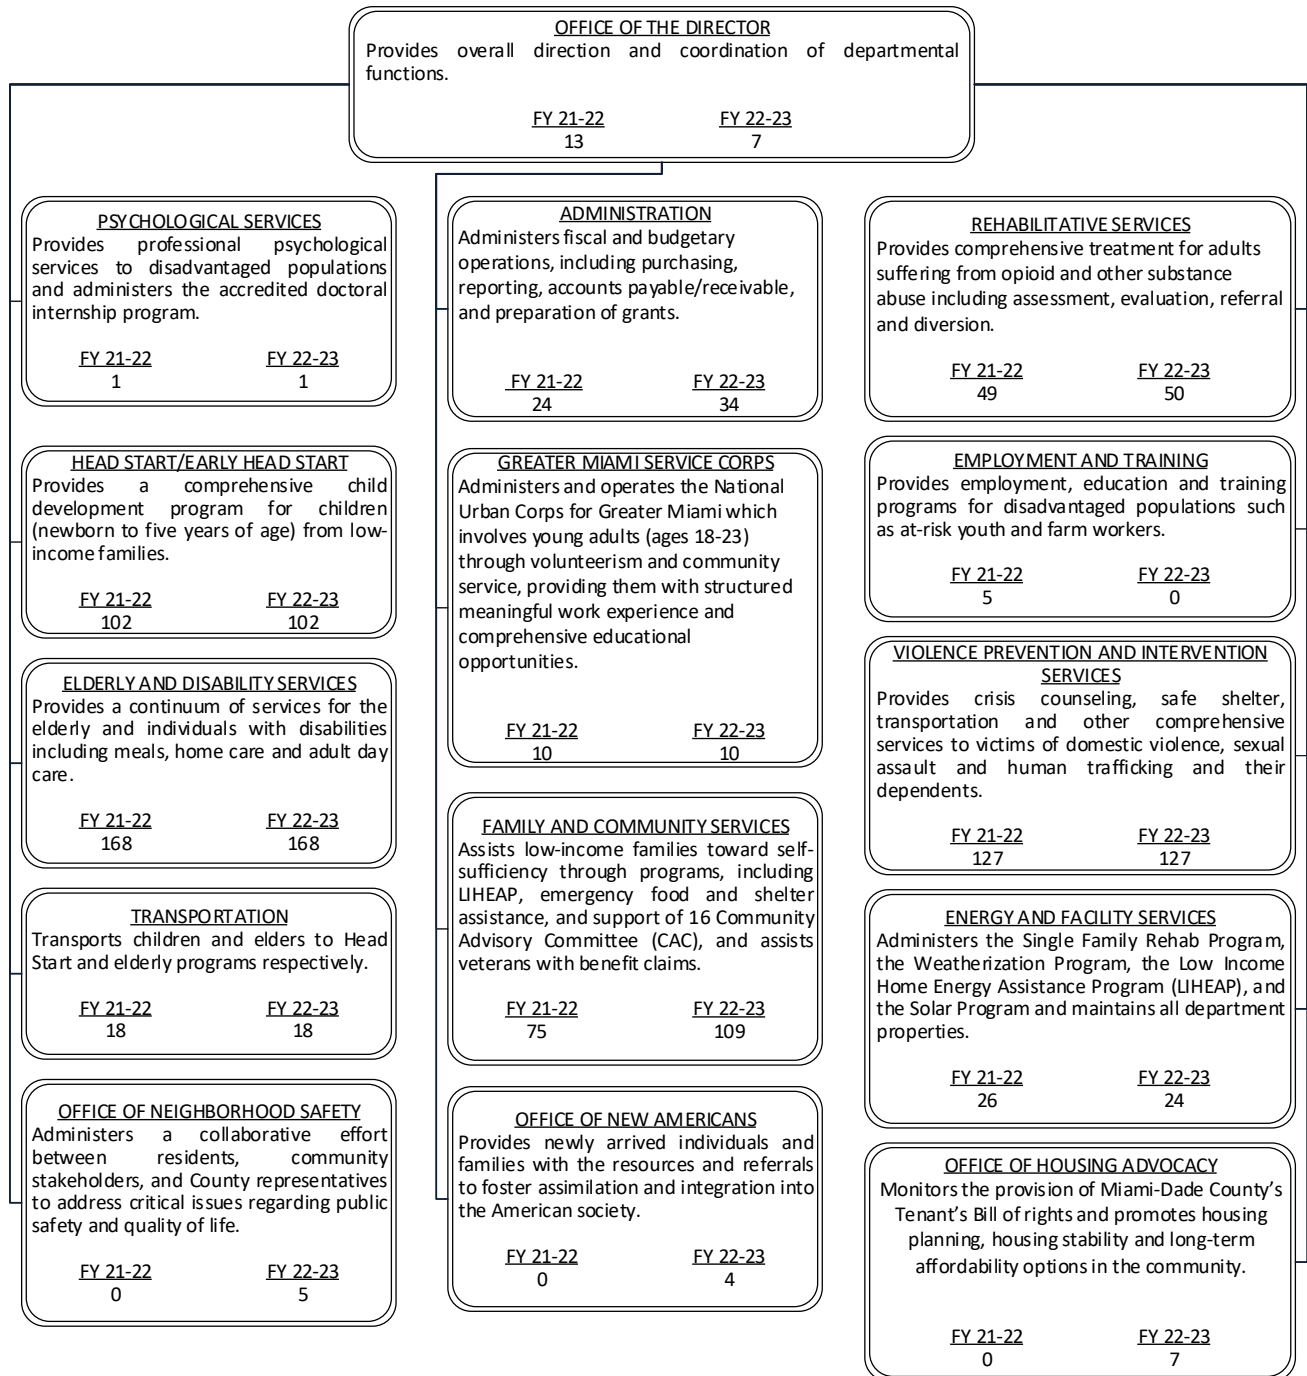 OFFICE OF THE DIRECTOR
Provides overall direction and coordination of departmental
functions.
FY 21-22 FY 22-23
13 7
PSYCHOLOGICAL SERVICES
Provides professional psychological
services to disadvantaged populations
and administers the accredited doctoral
internship program.
FY 21-22 FY 22-23
1 1
HEAD START/EARLY HEAD START
Provides a comprehensive child
development program for children
(newborn to five years of age) from low-
income families.
FY 21-22 FY 22-23
102 102
ELDERLY AND DISABILITY SERVICES
Provides a continuum of services for the
elderly and individuals with disabilities
including meals, home care and adult day
care.
FY 21-22 FY 22-23
168 168
TRANSPORTATION
Transports children and elders to Head
Start and elderly programs respectively.
FY 21-22 FY 22-23
18 18
OFFICE OF NEIGHBORHOOD SAFETY
Administers a collaborative effort
between residents, community
stakeholders, and County representatives
to address critical issues regarding public
safety and quality of life.
FY 21-22 FY 22-23
0 5
ADMINISTRATION
Administers fiscal and budgetary
operations, including purchasing,
reporting, accounts payable/receivable,
and preparation of grants.
FY 21-22 FY 22-23
24 34
GREATER MIAMI SERVICE CORPS
Administers and operates the National
Urban Corps for Greater Miami which
involves young adults (ages 18-23)
through volunteerism and community
service, providing them with structured
meaningful work experience and
comprehensive educational
opportunities.
FY 21-22 FY 22-23
10 10
FAMILY AND COMMUNITY SERVICES
Assists low-income families toward self-
sufficiency through programs, including
LIHEAP, emergency food and shelter
assistance, and support of 16 Community
Advisory Committee (CAC), and assists
veterans with benefit claims.
FY 21-22 FY 22-23
75 109
OFFICE OF NEW AMERICANS
Provides newly arrived individuals and
families with the resources and referrals
to foster assimilation and integration into
the American society.
FY 21-22 FY 22-23
0 4
REHABILITATIVE SERVICES
Provides comprehensive treatment for adults
suffering from opioid and other substance
abuse including assessment, evaluation, referral
and diversion.
FY 21-22 FY 22-23
49 50
EMPLOYMENT AND TRAINING
Provides employment, education and training
programs for disadvantaged populations such
as at-risk youth and farm workers.
FY 21-22 FY 22-23
5 0
VIOLENCE PREVENTION AND INTERVENTION
SERVICES
Provides crisis counseling, safe shelter,
transportation and other comprehensive
services to victims of domestic violence, sexual
assault and human trafficking and their
dependents.
FY 21-22 FY 22-23
127 127
ENERGY AND FACILITY SERVICES
Administers the Single Family Rehab Program,
the Weatherization Program, the Low Income
Home Energy Assistance Program (LIHEAP), and
the Solar Program and maintains all department
properties.
FY 21-22 FY 22-23
26 24
OFFICE OF HOUSING ADVOCACY
Monitors the provision of Miami-Dade County's
Tenant's Bill of rights and promotes housing
planning, housing stability and long-term
affordability options in the community.
FY 21-22 FY 22-23
0 7